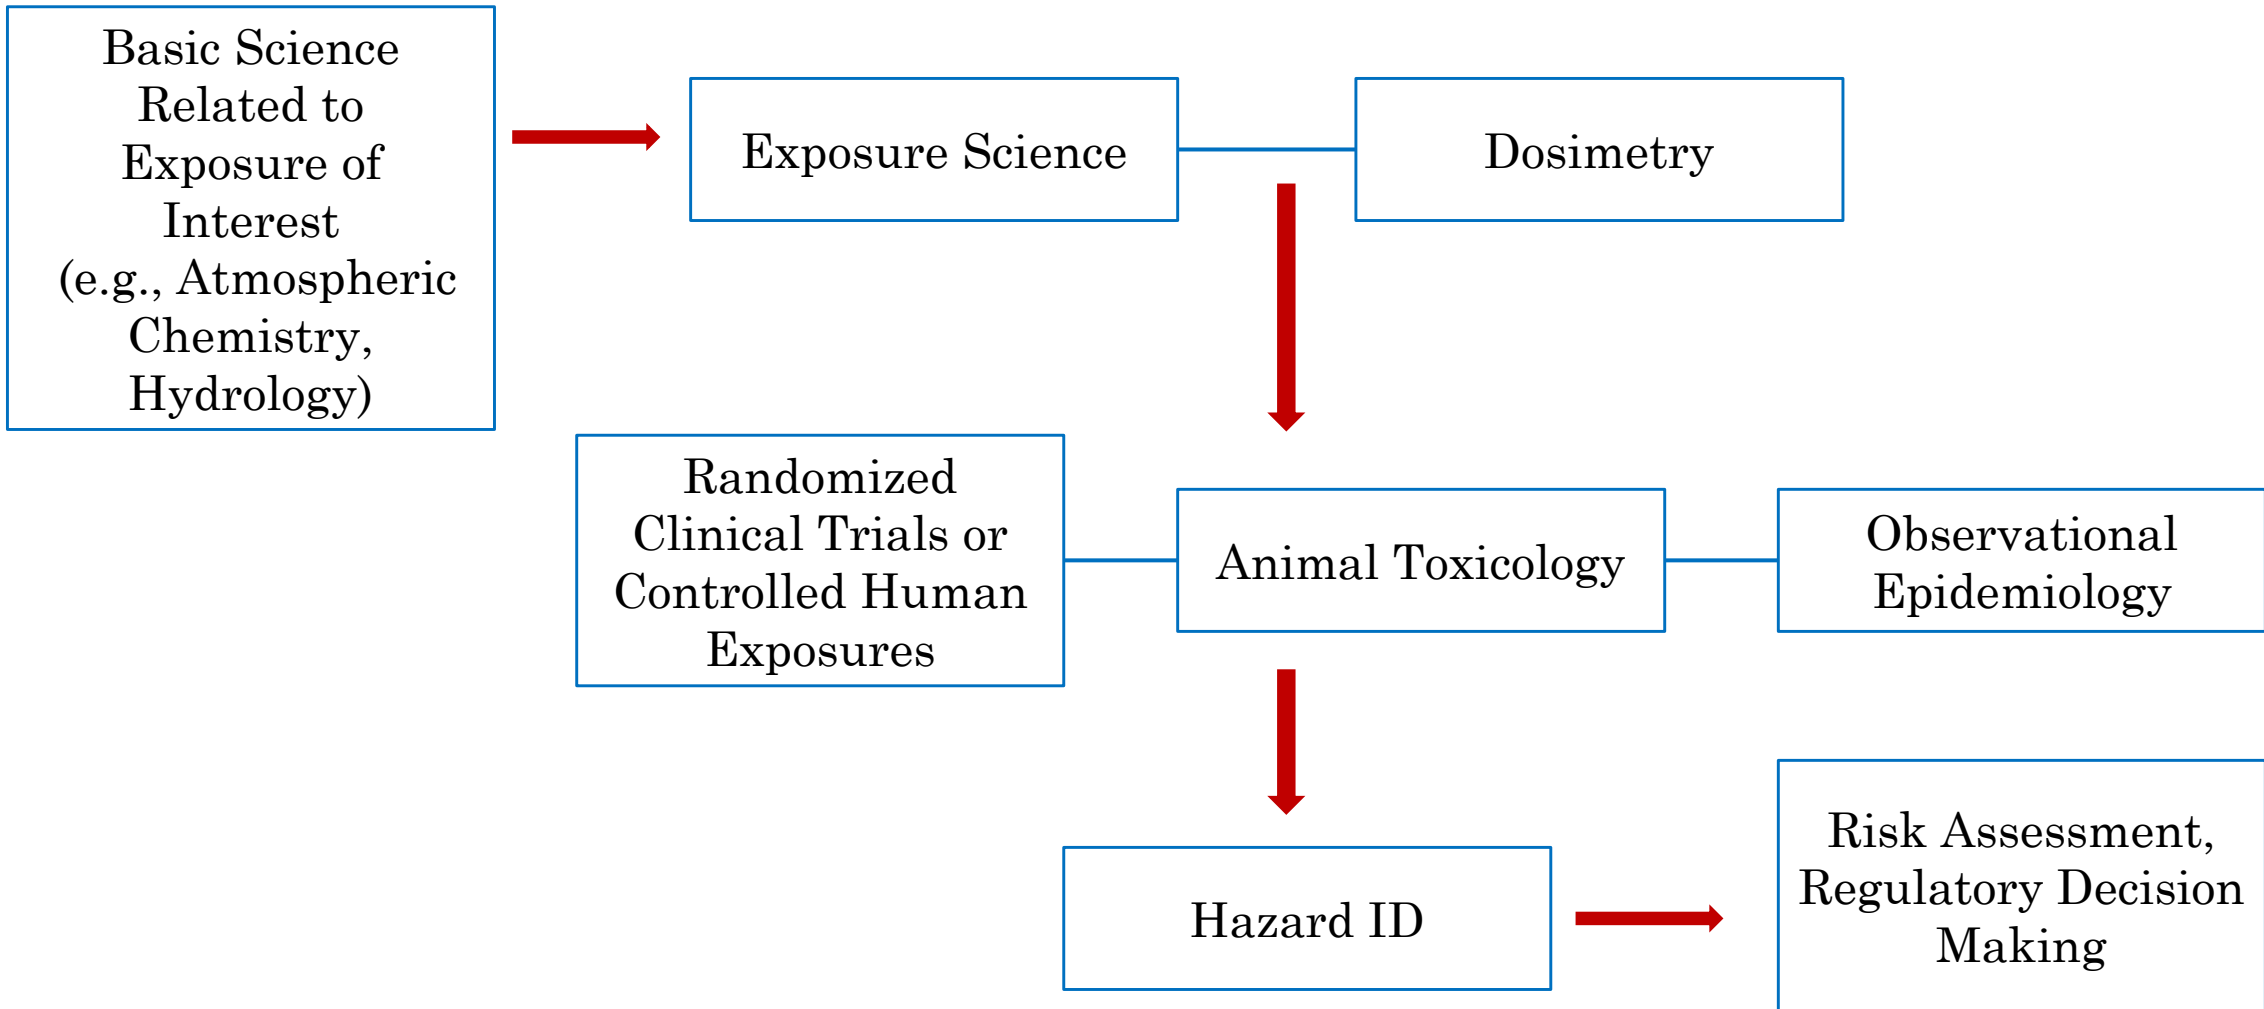 Basic Science
Related to
Exposure of
Interest
(e.g., Atmospheric
Chemistry,
Hydrology)
Exposure Science
Dosimetry
Randomized
Clinical Trials or
Controlled Human
Exposures
Animal Toxicology
Observational
Epidemiology
Hazard ID
Risk Assessment,
Regulatory Decision
Making